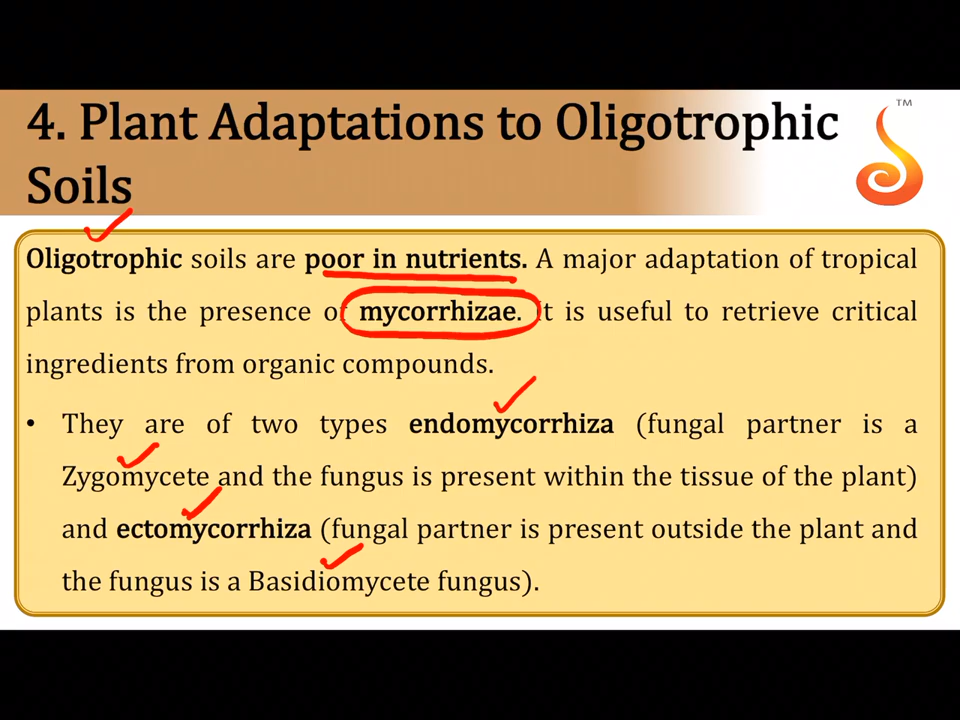 4. Plant Adaptations to Oligotrophic
Soils
TM
Oligotrophic soils are poor in nutrients. A major adaptation of tropical
plants is the presence of mycorrhizae. It is useful to retrieve critical
ingredients from organic compounds.
• They are of two types endomycorrhiza (fungal partner is a
Zygomycete and the fungus is present within the tissue of the plant)
and ectomycorrhiza (fungal partner is present outside the plant and
the fungus is a Basidiomycete fungus).